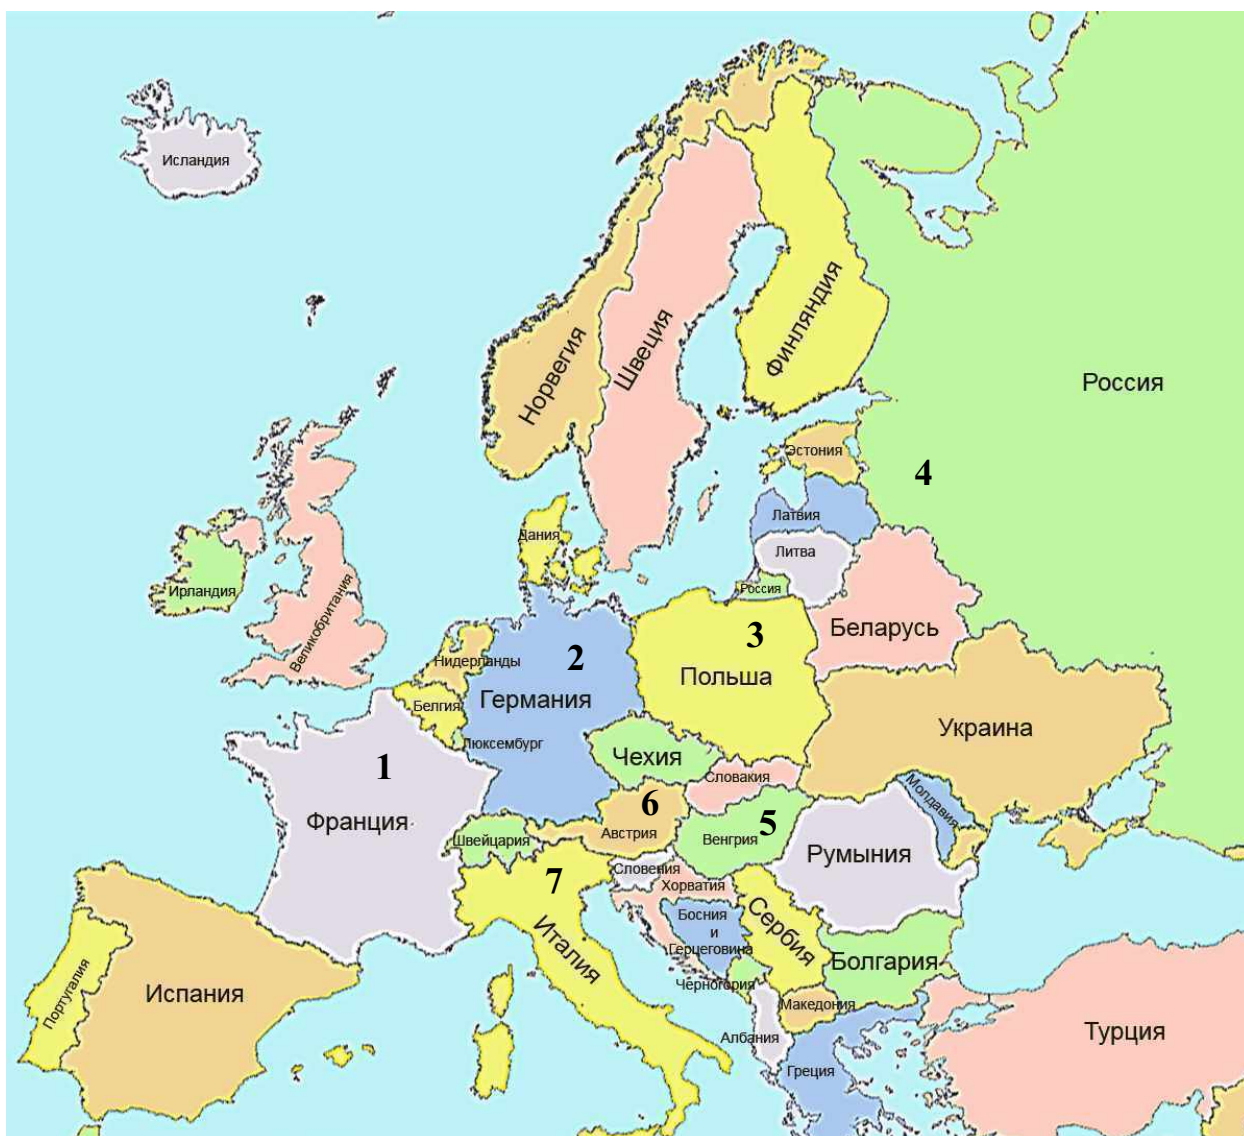 Исландия
Норвегия
Швеция
Финляндия
Россия
Эстония
4
Латвия
Литва
Дания
Россия
Ирландия
Великобритания
Беларусь
3
Польша
2
Нидерланды
Германия
Белгия
Люксембург
Украина
Чехия
Словакия
1
Франция
6
Австрия
5
Венгрия
Молдавия
Румыния
Швейцария
7
Италия
Словения
Хорватия
Босния
и
Герцеговина
Сербия
Болгария
Черногория
Македония
Албания
Греция
Турция
Испания
Португалия